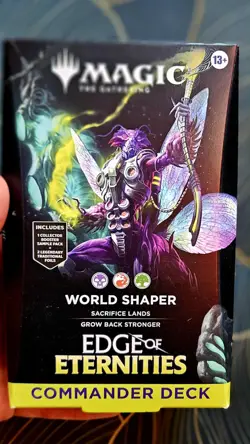 MAGIC
THE GATHERING
13+
INCLUDES
1 COLLECTOR
BOOSTER
SAMPLE PACK
+
2 LEGENDARY
TRADITIONAL
FOILS
WORLD SHAPER
SACRIFICE LANDS
GROW BACK STRONGER
EDGE OF
ETERNITIES
COMMANDER DECK